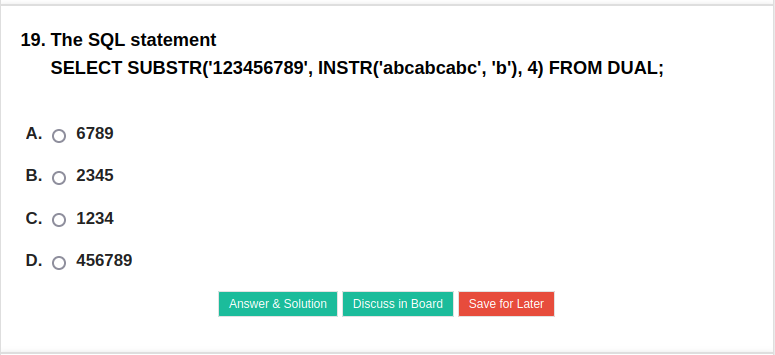 19. The SQL statement
SELECT SUBSTR('123456789', INSTR('abcabcabc', 'b'), 4) FROM DUAL;
A. 6789
B. 2345
C. 1234
D. 456789
Answer & Solution Discuss in Board Save for Later